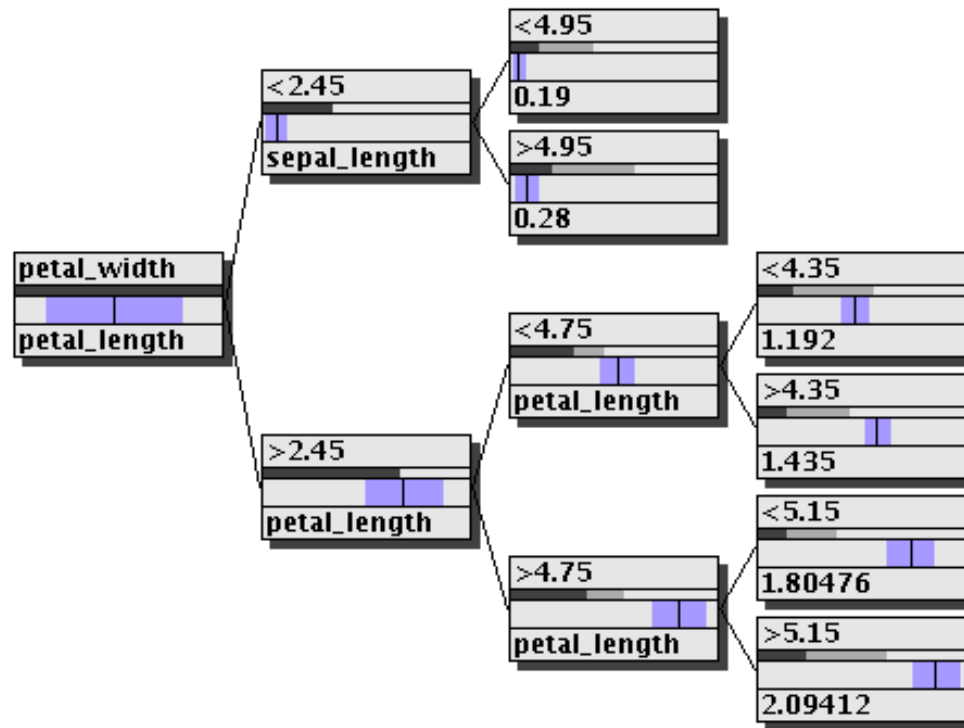 petal_width
petal_length
<2.45
sepal_length
<4.95
0.19
>4.95
0.28
>2.45
petal_length
<4.75
petal_length
<4.35
1.192
>4.35
1.435
>4.75
petal_length
<5.15
1.80476
>5.15
2.09412